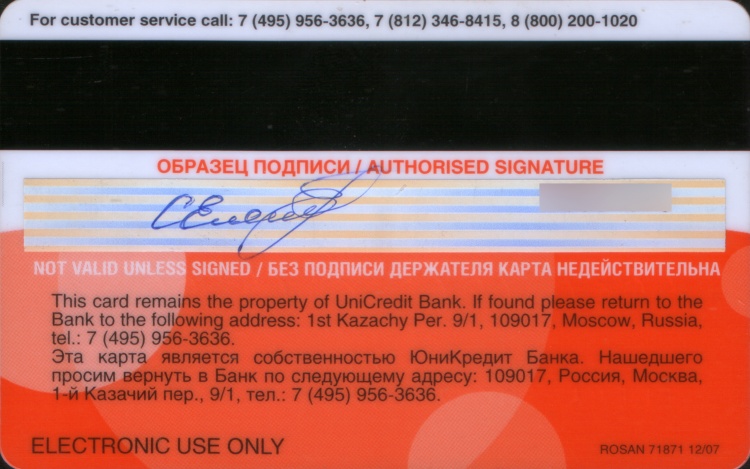 For customer service call: 7 (495) 956-3636, 7 (812) 346-8415, 8 (800) 200-1020
ОБРАЗЕЦ ПОДПИСИ / AUTHORISED SIGNATURE
NOT VALID UNLESS SIGNED / БЕЗ ПОДПИСИ ДЕРЖАТЕЛЯ КАРТА НЕДЕЙСТВИТЕЛЬНА
This card remains the property of UniCredit Bank. If found please return to the
Bank to the following address: 1st Kazachy Per. 9/1, 109017, Moscow, Russia,
tel.: 7 (495) 956-3636.
Эта карта является собственностью ЮниКредит Банка. Нашедшего
просим вернуть в Банк по следующему адресу: 109017, Россия, Москва,
1-й Казачий пер., 9/1, тел.: 7 (495) 956-3636.
ELECTRONIC USE ONLY
ROSAN 71871 12/07